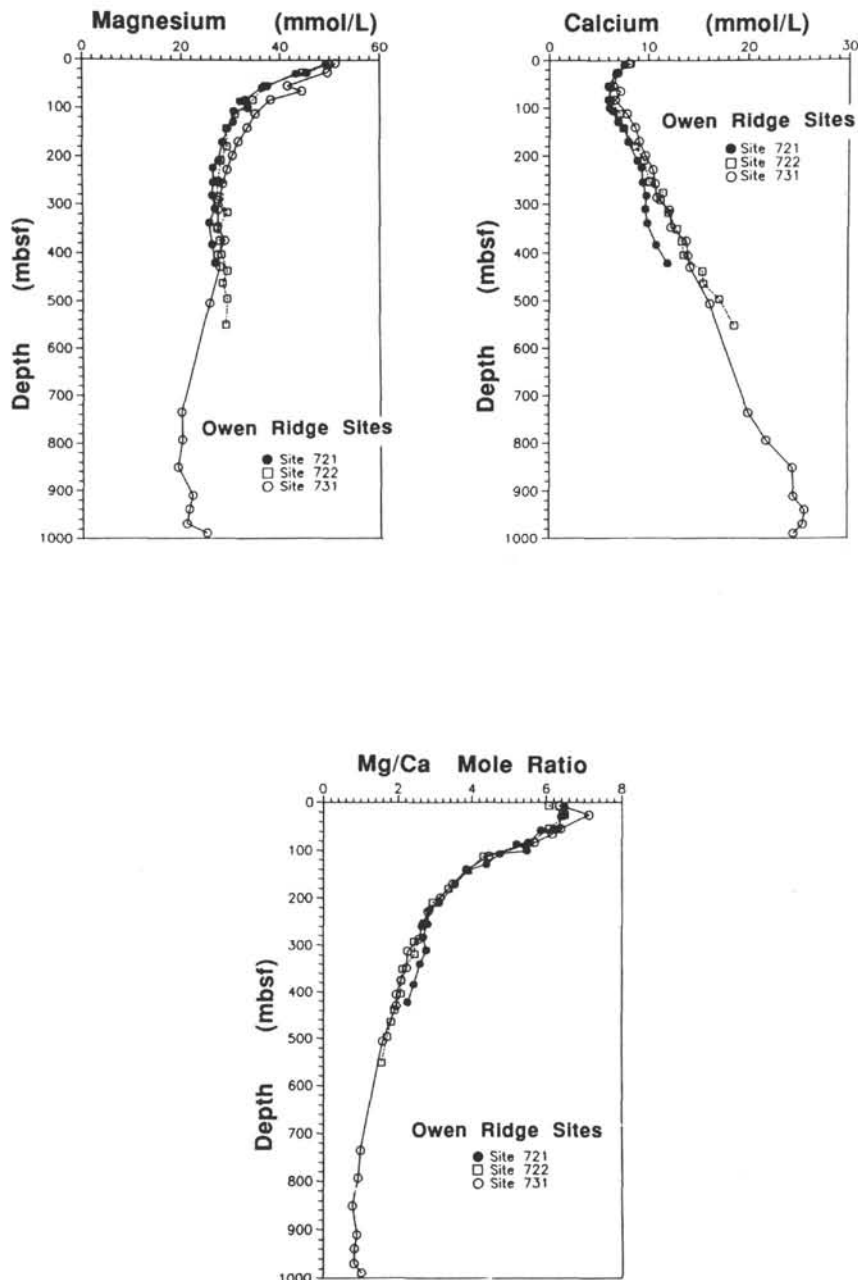 Magnesium (mmol/L)
0 20 40 60
0
100
200
300
400
500
600
700
800
900
1000
Depth (mbsf)
Owen Ridge Sites
Site 721
Site 722
Site 731
Calcium mmol/L)
0 10 20 30
0
100
200
300
400
500
600
700
800
900
1000
Depth (mbsf)
Owen Ridge Sites
Site 721
Site 722
Site 731
Mg/Ca Mole Ratio
0 2 4 6 8
0
100
200
300
400
500
600
700
800
900
1000
Depth (mbsf)
Owen Ridge Sites
Site 721
Site 722
Site 731